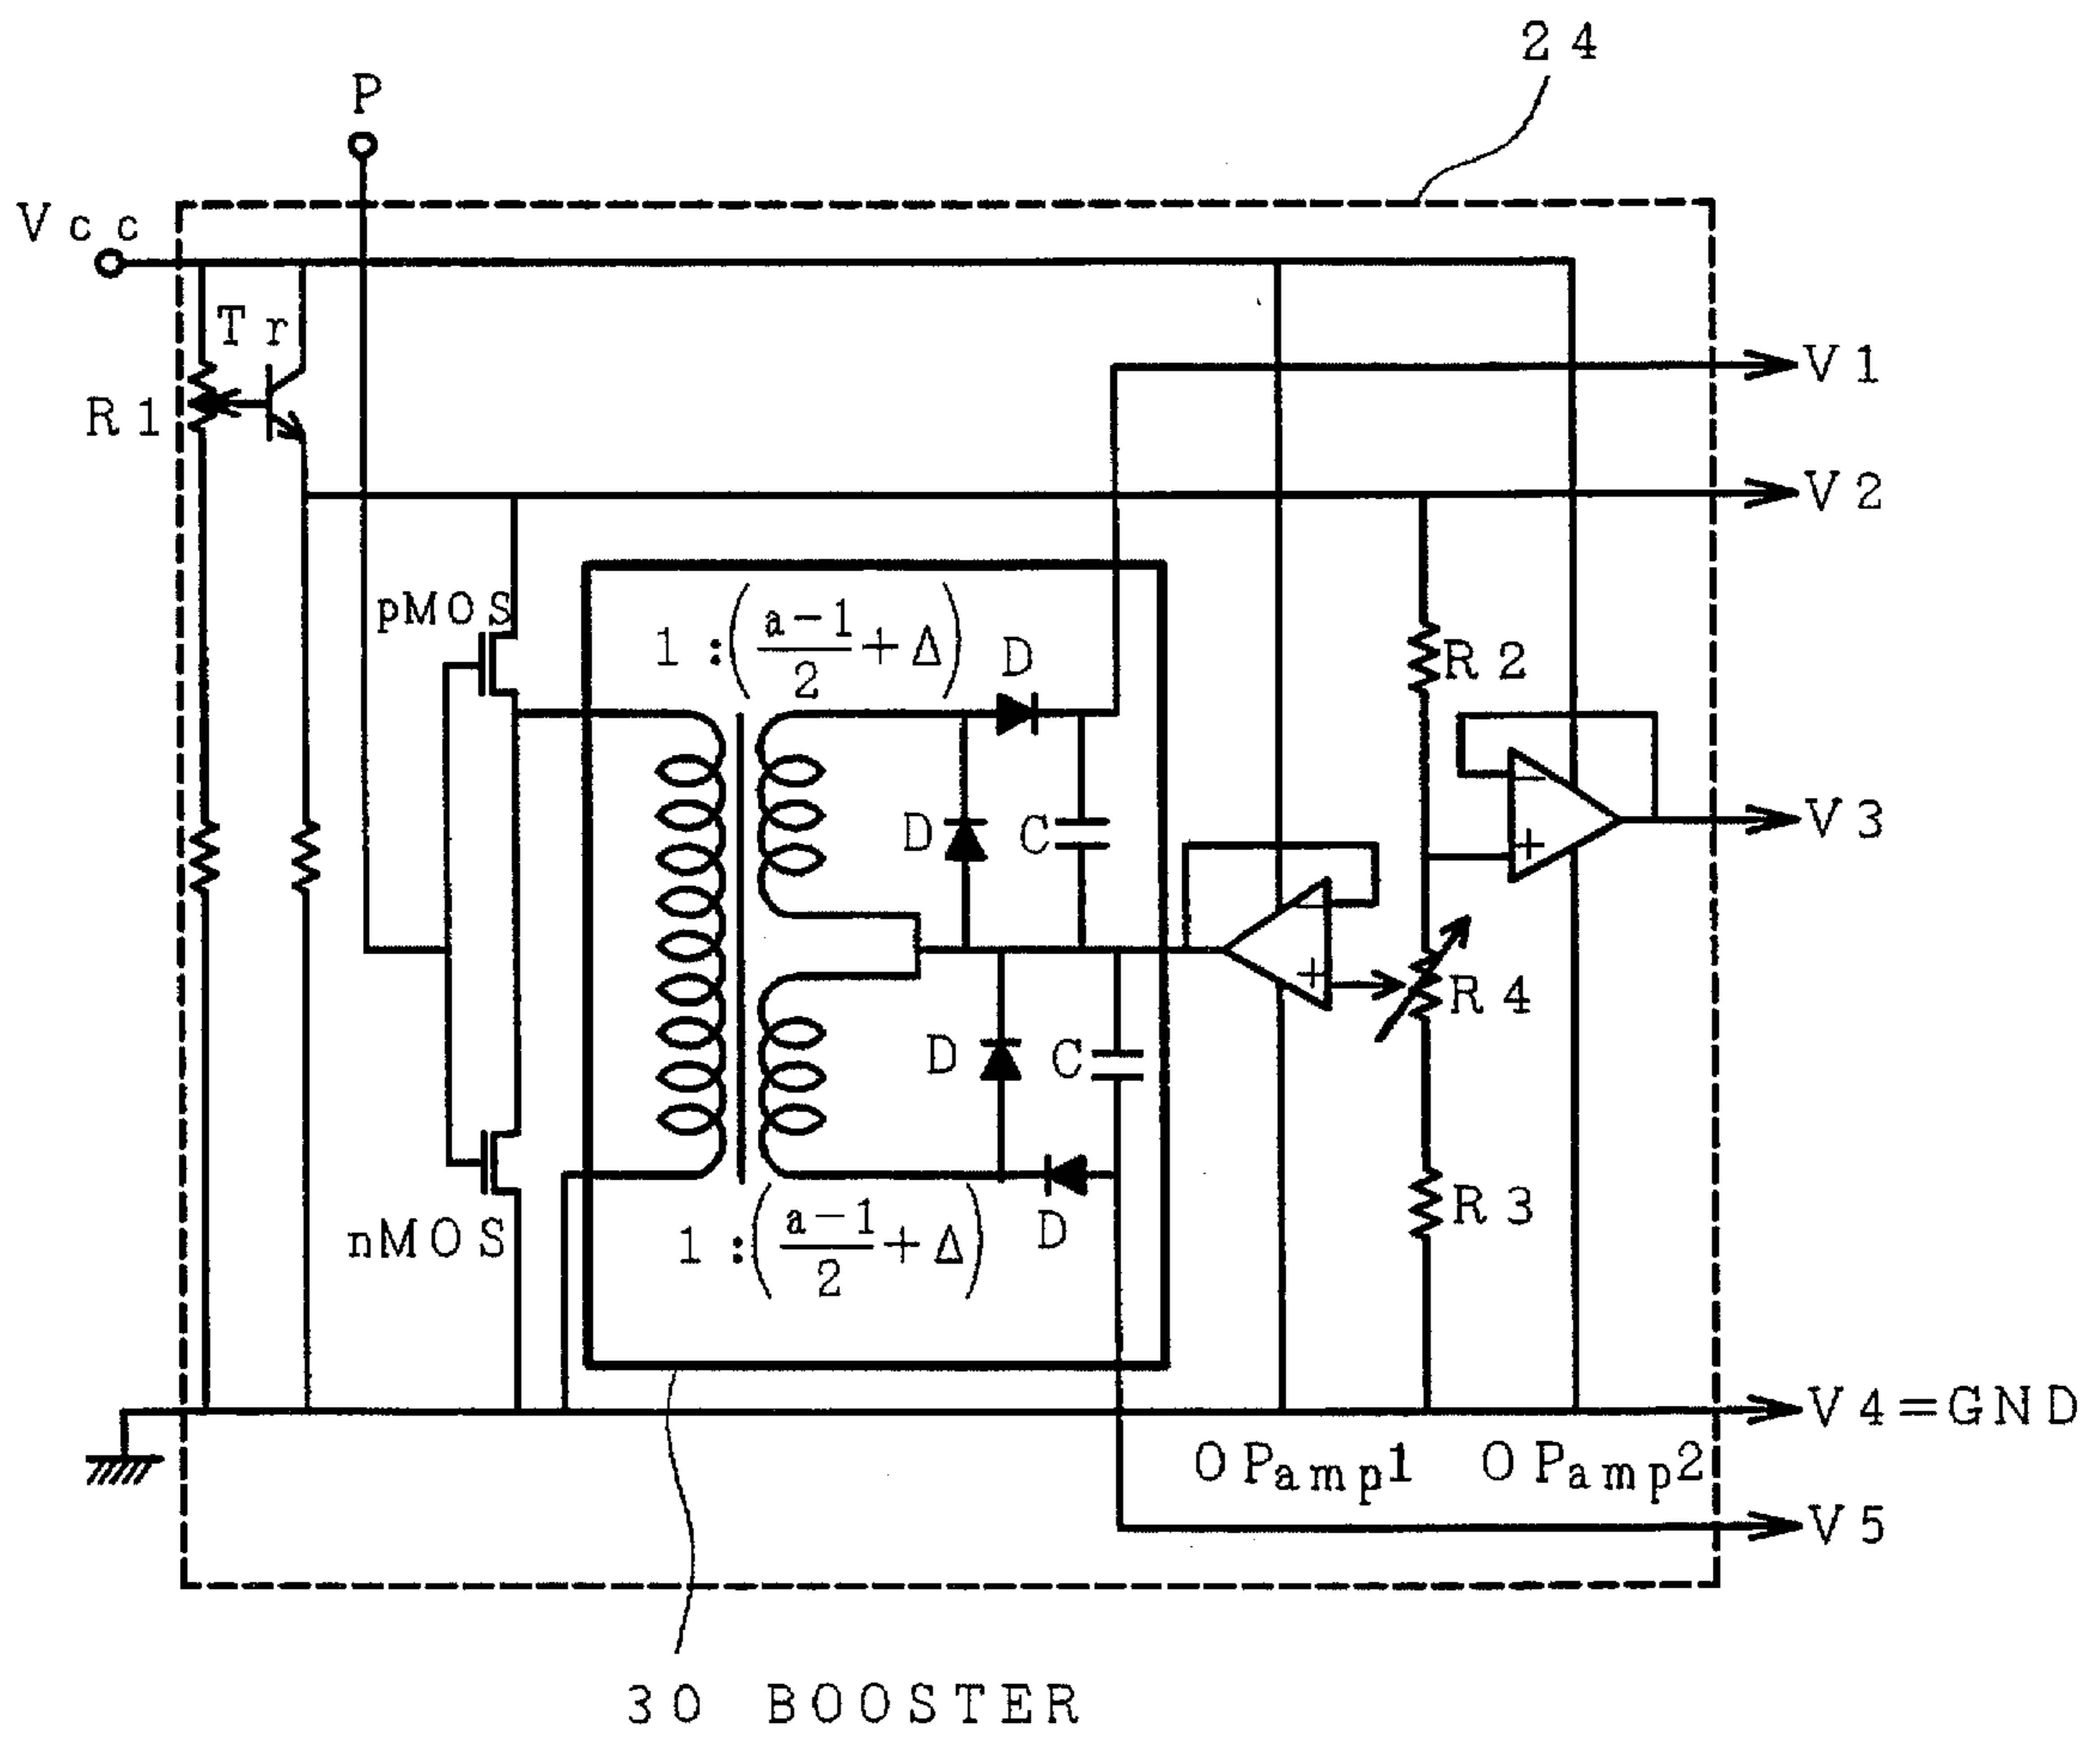 24
P
Vcc
Tr
R1
V1
V2
pMOS
1 :(a-1/2 + Δ)
D
R2
D
C
V3
+
−
+
−
R4
D
C
R3
nMOS
1 :(a-1/2 + Δ)
D
V4=GND
OPamp1
OPamp2
V5
30 BOOSTER